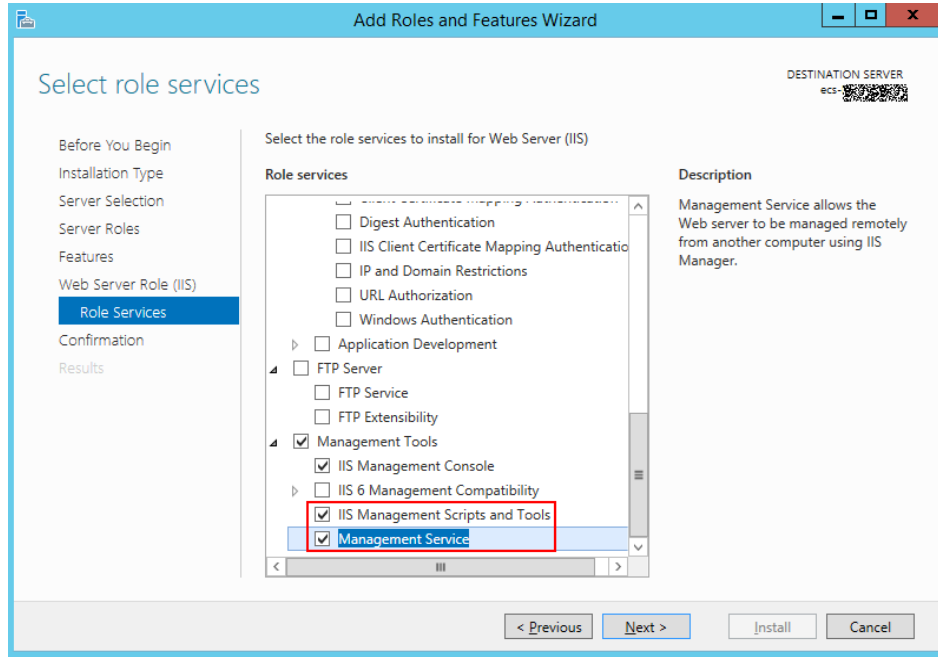 Add Roles and Features Wizard
Select role services
DESTINATION SERVER
ecs-
Before You Begin
Installation Type
Server Selection
Server Roles
Features
Web Server Role (IIS)
Role Services
Confirmation
Results
Select the role services to install for Web Server (IIS)
Role services
Digest Authentication
IIS Client Certificate Mapping Authenticatio
IP and Domain Restrictions
URL Authorization
Windows Authentication
Application Development
FTP Server
FTP Service
FTP Extensibility
Management Tools
IIS Management Console
IIS 6 Management Compatibility
IIS Management Scripts and Tools
Management Service
Description
Management Service allows the
Web server to be managed remotely
from another computer using IIS
Manager.
< Previous
Next >
Install
Cancel